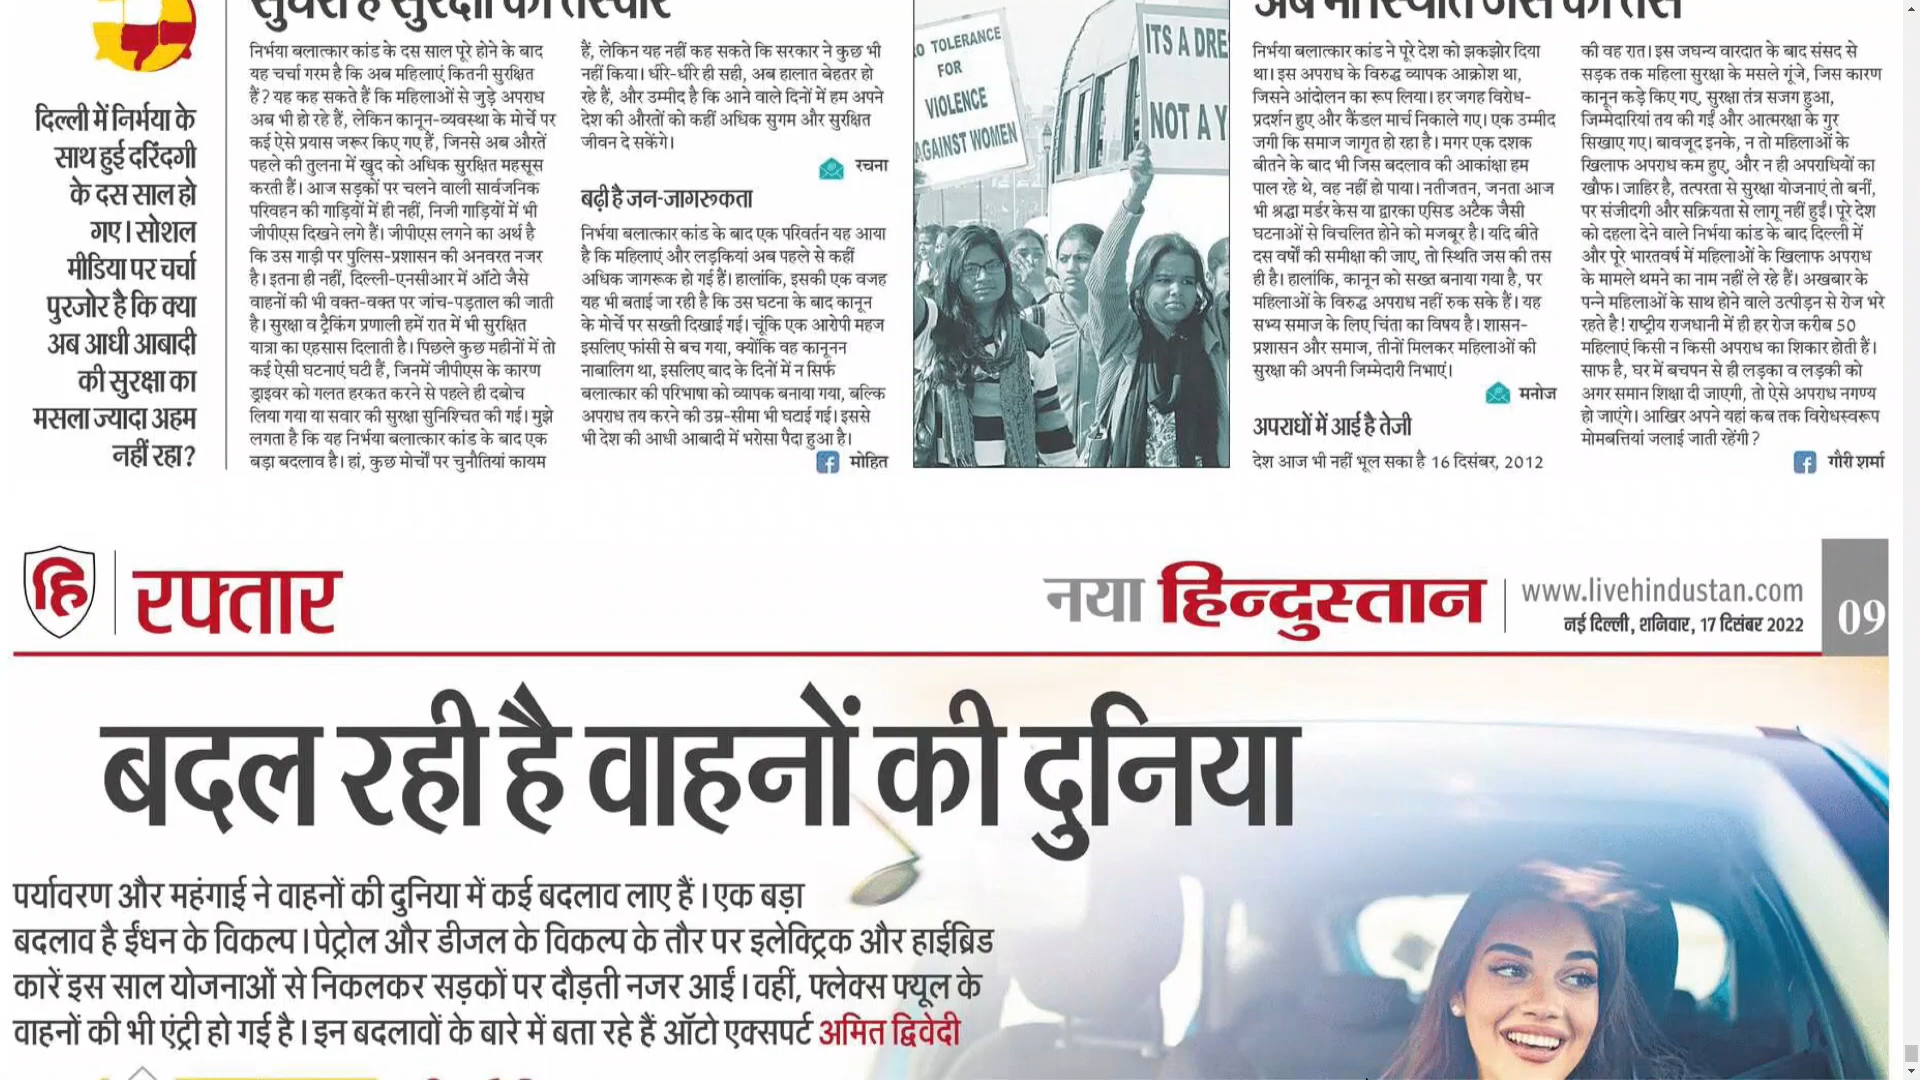 दिल्ली में निर्भया के
साथ हुई दरिंदगी
के दस साल हो
गए। सोशल
मीडिया पर चर्चा
पुरजोर है कि क्या
अब आधी आबादी
की सुरक्षा का
मसला ज्यादा अहम
नहीं रहा?
निर्भया बलात्कार कांड के दस साल पूरे होने के बाद
यह चर्चा गरम है कि अब महिलाएं कितनी सुरक्षित
हैं? यह कह सकते हैं कि महिलाओं से जुड़े अपराध
अब भी हो रहे हैं, लेकिन कानून-व्यवस्था के मोर्चे पर
कई ऐसे प्रयास जरूर किए गए हैं, जिनसे अब औरतें
पहले की तुलना में खुद को अधिक सुरक्षित महसूस
करती हैं। आज सड़कों पर चलने वाली सार्वजनिक
परिवहन की गाड़ियों में ही नहीं, निजी गाड़ियों में भी
जीपीएस दिखने लगे हैं। जीपीएस लगने का अर्थ है
कि उस गाड़ी पर पुलिस-प्रशासन की अनवरत नजर
है। इतना ही नहीं, दिल्ली-एनसीआर में ऑटो जैसे
वाहनों की भी वक्त-वक्त पर जांच-पड़ताल की जाती
है। सुरक्षा व ट्रैकिंग प्रणाली हमें रात में भी सुरक्षित
यात्रा का एहसास दिलाती है। पिछले कुछ महीनों में तो
कई ऐसी घटनाएं घटी हैं, जिनमें जीपीएस के कारण
ड्राइवर को गलत हरकत करने से पहले ही दबोच
लिया गया या सवार की सुरक्षा सुनिश्चित की गई। मुझे
लगता है कि यह निर्भया बलात्कार कांड के बाद एक
बड़ा बदलाव है। हां, कुछ मोर्चों पर चुनौतियां कायम
हैं, लेकिन यह नहीं कह सकते कि सरकार ने कुछ भी
नहीं किया। धीरे-धीरे ही सही, अब हालात बेहतर हो
रहे हैं, और उम्मीद है कि आने वाले दिनों में हम अपने
देश की औरतों को कहीं अधिक सुगम और सुरक्षित
जीवन दे सकेंगे।
रचना
बढ़ी है जन-जागरुकता
निर्भया बलात्कार कांड के बाद एक परिवर्तन यह आया
है कि महिलाएं और लड़कियां अब पहले से कहीं
अधिक जागरूक हो गई हैं। हालांकि, इसकी एक वजह
यह भी बताई जा रही है कि उस घटना के बाद कानून
के मोर्चे पर सख्ती दिखाई गई। चूंकि एक आरोपी महज
इसलिए फांसी से बच गया, क्योंकि वह कानूनन
नाबालिग था, इसलिए बाद के दिनों में न सिर्फ
बलात्कार की परिभाषा को व्यापक बनाया गया, बल्कि
अपराध तय करने की उम्र-सीमा भी घटाई गई। इससे
भी देश की आधी आबादी में भरोसा पैदा हुआ है।
मोहित
TOLERANCE
FOR
VIOLENCE
AGAINST WOMEN
ITS A DRE
NOT A Y
निर्भया बलात्कार कांड ने पूरे देश को झकझोर दिया
था। इस अपराध के विरुद्ध व्यापक आक्रोश था,
जिसने आंदोलन का रूप लिया। हर जगह विरोध-
प्रदर्शन हुए और कैंडल मार्च निकाले गए। एक उम्मीद
जगी कि समाज जागृत हो रहा है। मगर एक दशक
बीतने के बाद भी जिस बदलाव की आकांक्षा हम
पाल रहे थे, वह नहीं हो पाया। नतीजतन, जनता आज
भी श्रद्धा मर्डर केस या द्वारका एसिड अटैक जैसी
घटनाओं से विचलित होने को मजबूर है। यदि बीते
दस वर्षों की समीक्षा की जाए, तो स्थिति जस की तस
ही है। हालांकि, कानून को सख्त बनाया गया है, पर
महिलाओं के विरुद्ध अपराध नहीं रुक सके हैं। यह
सभ्य समाज के लिए चिंता का विषय है। शासन-
प्रशासन और समाज, तीनों मिलकर महिलाओं की
सुरक्षा की अपनी जिम्मेदारी निभाएं।
मनोज
अपराधों में आई है तेजी
देश आज भी नहीं भूल सका है 16 दिसंबर, 2012
की वह रात। इस जघन्य वारदात के बाद संसद से
सड़क तक महिला सुरक्षा के मसले गूंजे, जिस कारण
कानून कड़े किए गए, सुरक्षा तंत्र सजग हुआ,
जिम्मेदारियां तय की गईं और आत्मरक्षा के गुर
सिखाए गए। बावजूद इनके, न तो महिलाओं के
खिलाफ अपराध कम हुए, और न ही अपराधियों का
खौफ। जाहिर है, तत्परता से सुरक्षा योजनाएं तो बनीं,
पर संजीदगी और सक्रियता से लागू नहीं हुईं। पूरे देश
को दहला देने वाले निर्भया कांड के बाद दिल्ली में
और पूरे भारतवर्ष में महिलाओं के खिलाफ अपराध
के मामले थमने का नाम नहीं ले रहे हैं। अखबार के
पन्ने महिलाओं के साथ होने वाले उत्पीड़न से रोज भरे
रहते हैं! राष्ट्रीय राजधानी में ही हर रोज करीब 50
महिलाएं किसी न किसी अपराध का शिकार होती हैं।
साफ है, घर में बचपन से ही लड़का व लड़की को
अगर समान शिक्षा दी जाएगी, तो ऐसे अपराध नगण्य
हो जाएंगे। आखिर अपने यहां कब तक विरोधस्वरूप
मोमबत्तियां जलाई जाती रहेंगी?
गौरी शर्मा
हि रफ्तार
नया हिन्दुस्तान
www.livehindustan.com
नई दिल्ली, शनिवार, 17 दिसंबर 2022
09
बदल रही है वाहनों की दुनिया
पर्यावरण और महंगाई ने वाहनों की दुनिया में कई बदलाव लाए हैं। एक बड़ा
बदलाव है ईंधन के विकल्प। पेट्रोल और डीजल के विकल्प के तौर पर इलेक्ट्रिक और हाईब्रिड
कारें इस साल योजनाओं से निकलकर सड़कों पर दौड़ती नजर आईं। वहीं, फ्लेक्स फ्यूल के
वाहनों की भी एंट्री हो गई है। इन बदलावों के बारे में बता रहे हैं ऑटो एक्सपर्ट अमित द्विवेदी